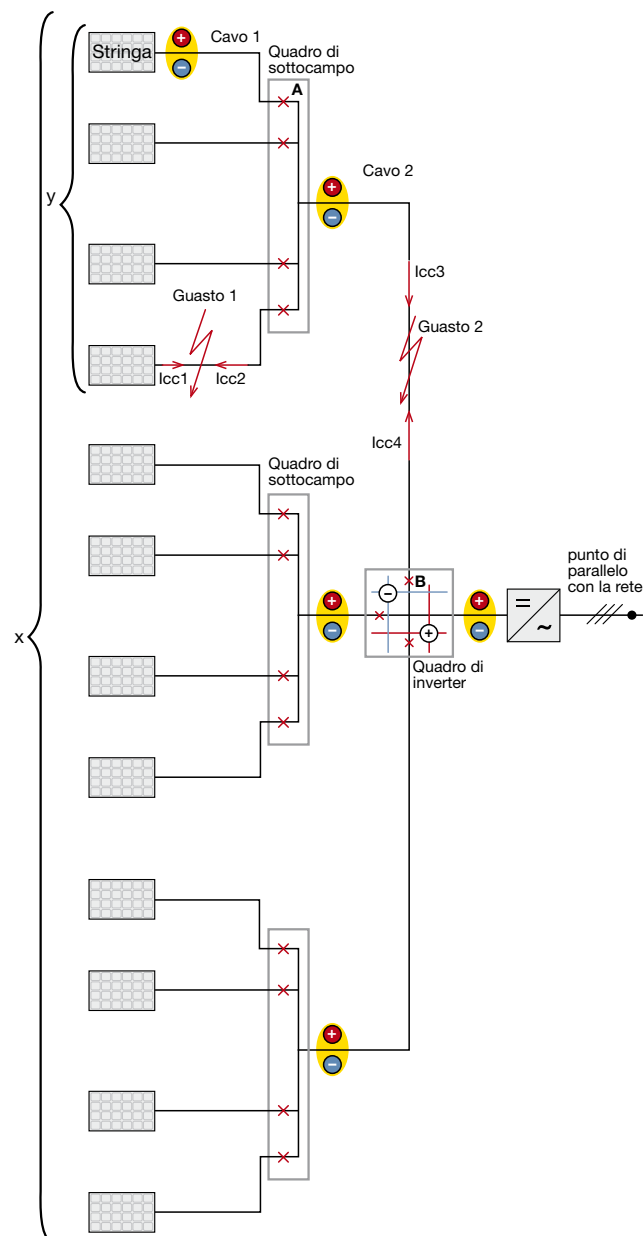 Stringa
+
−
Cavo 1
Quadro di
sottocampo
A
y
+
−
Cavo 2
Icc3
Guasto 1
Guasto 2
Icc1
Icc2
Icc4
Quadro di
sottocampo
x
+
−
B
−
+
+
−
=
~
punto di
parallelo
con la rete
Quadro di
inverter
+
−